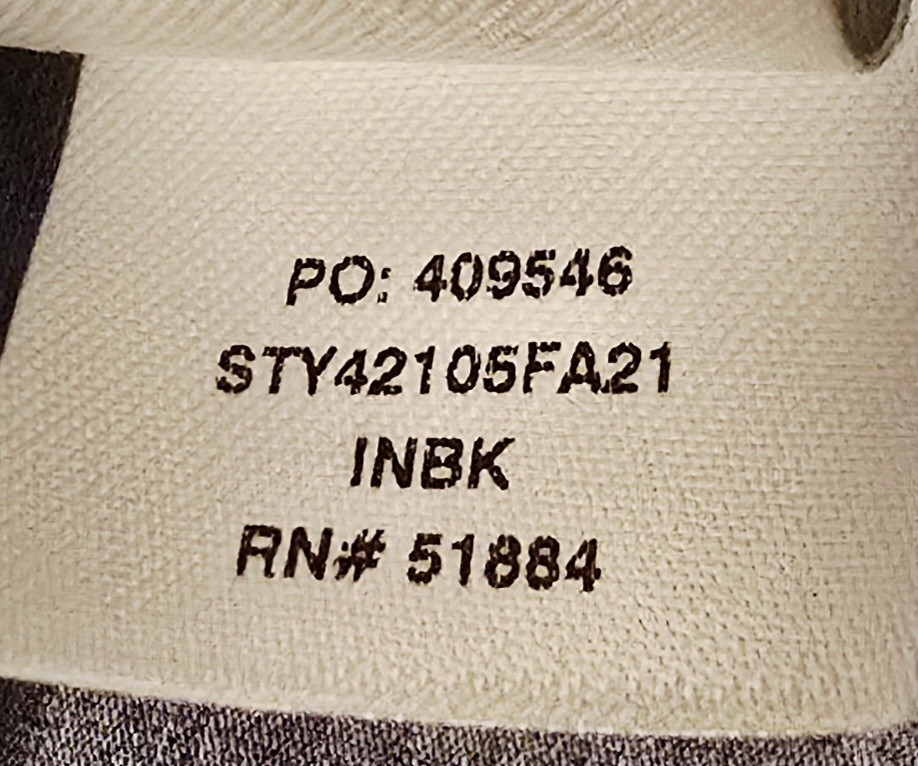 PO: 409546
STY42105FA21
INBK
RN# 51884